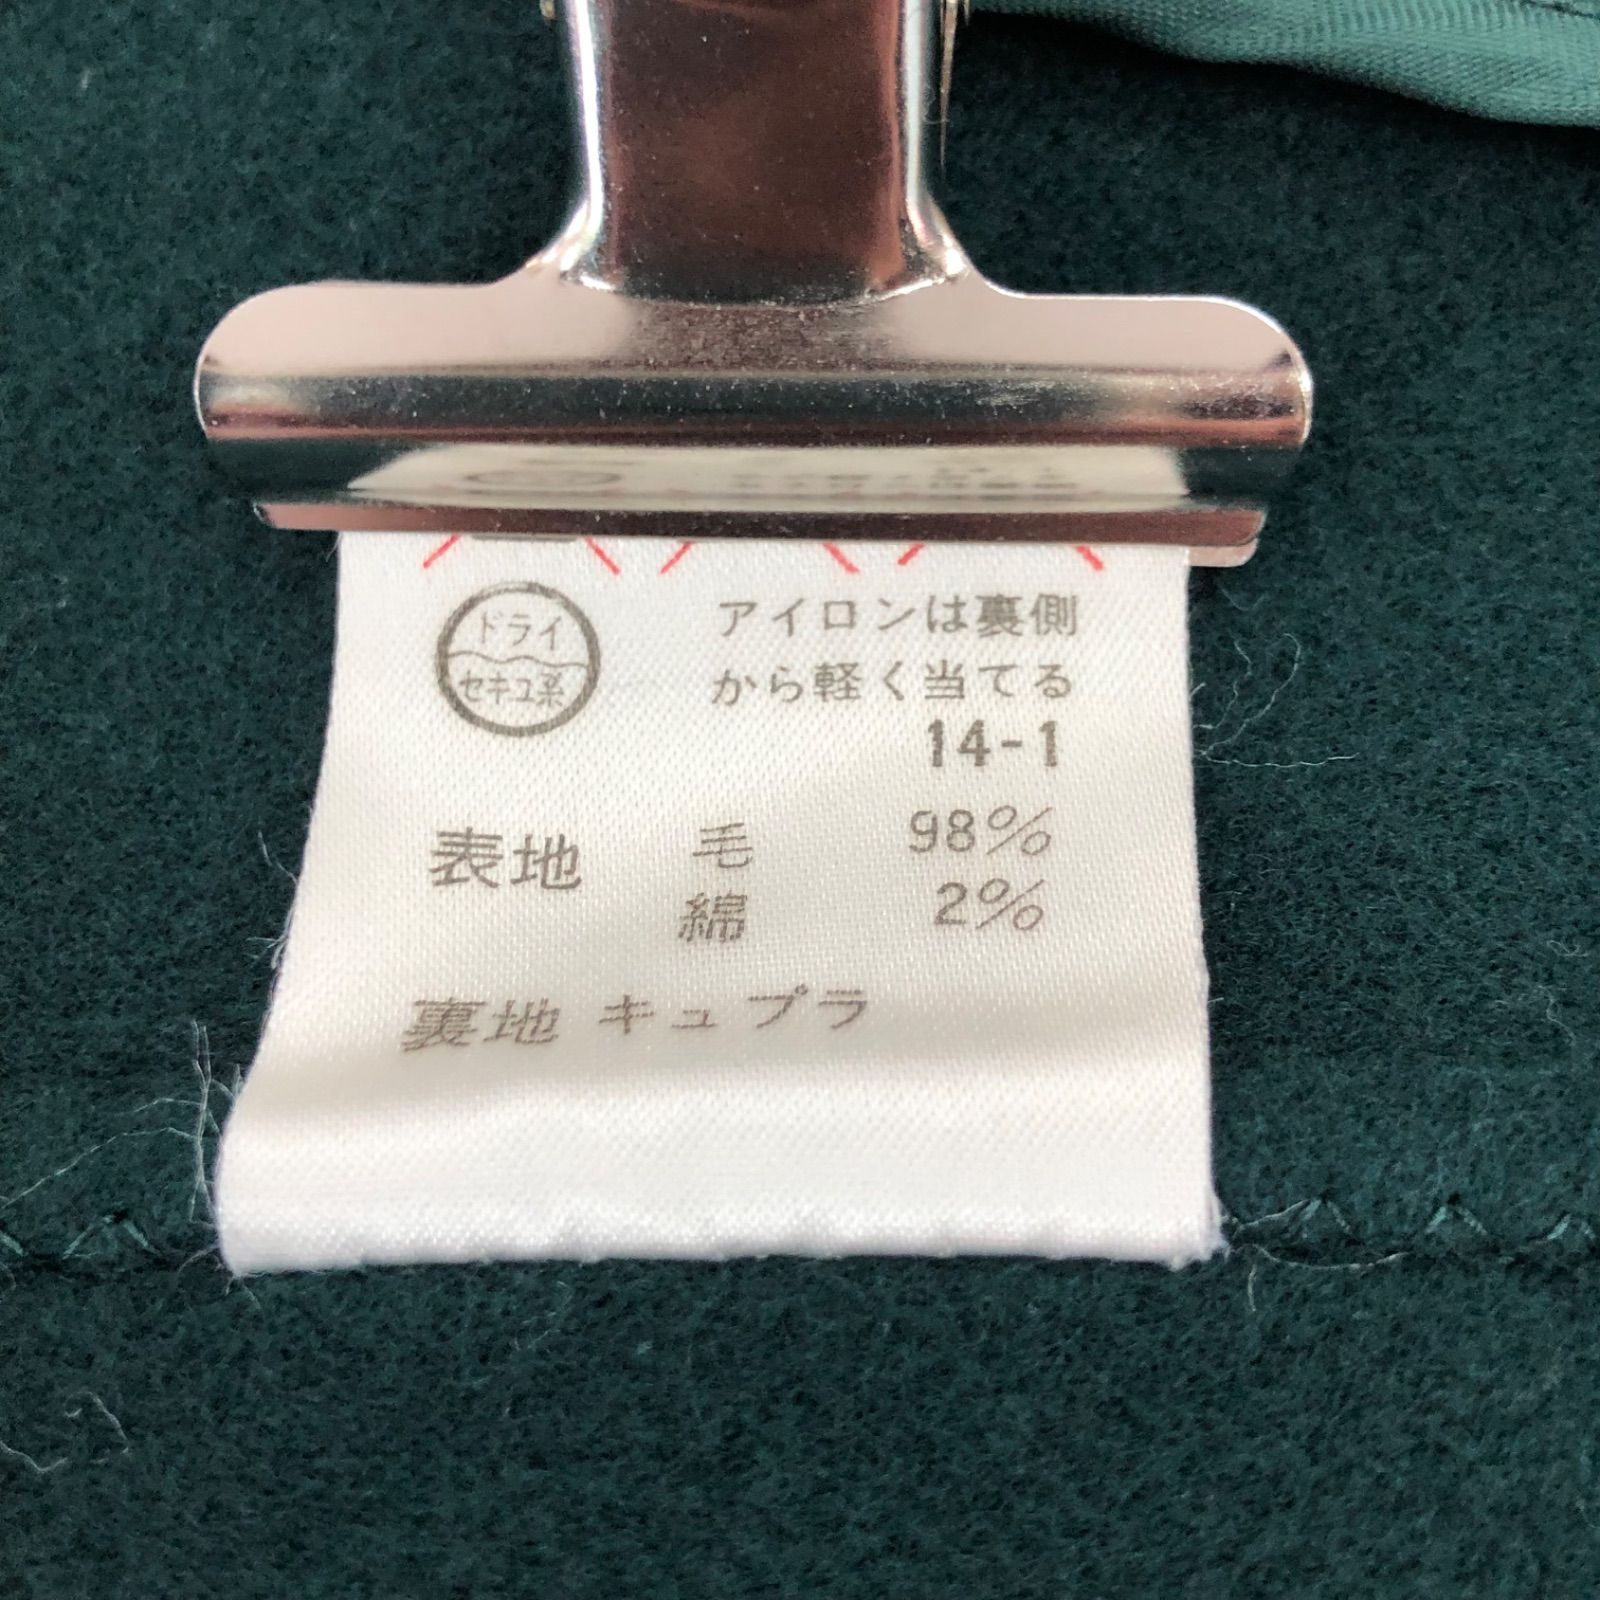 ドライ
セキユ系
アイロンは裏側
から軽く当てる
14-1
表地 毛 98%
綿 2%
裏地 キュプラ